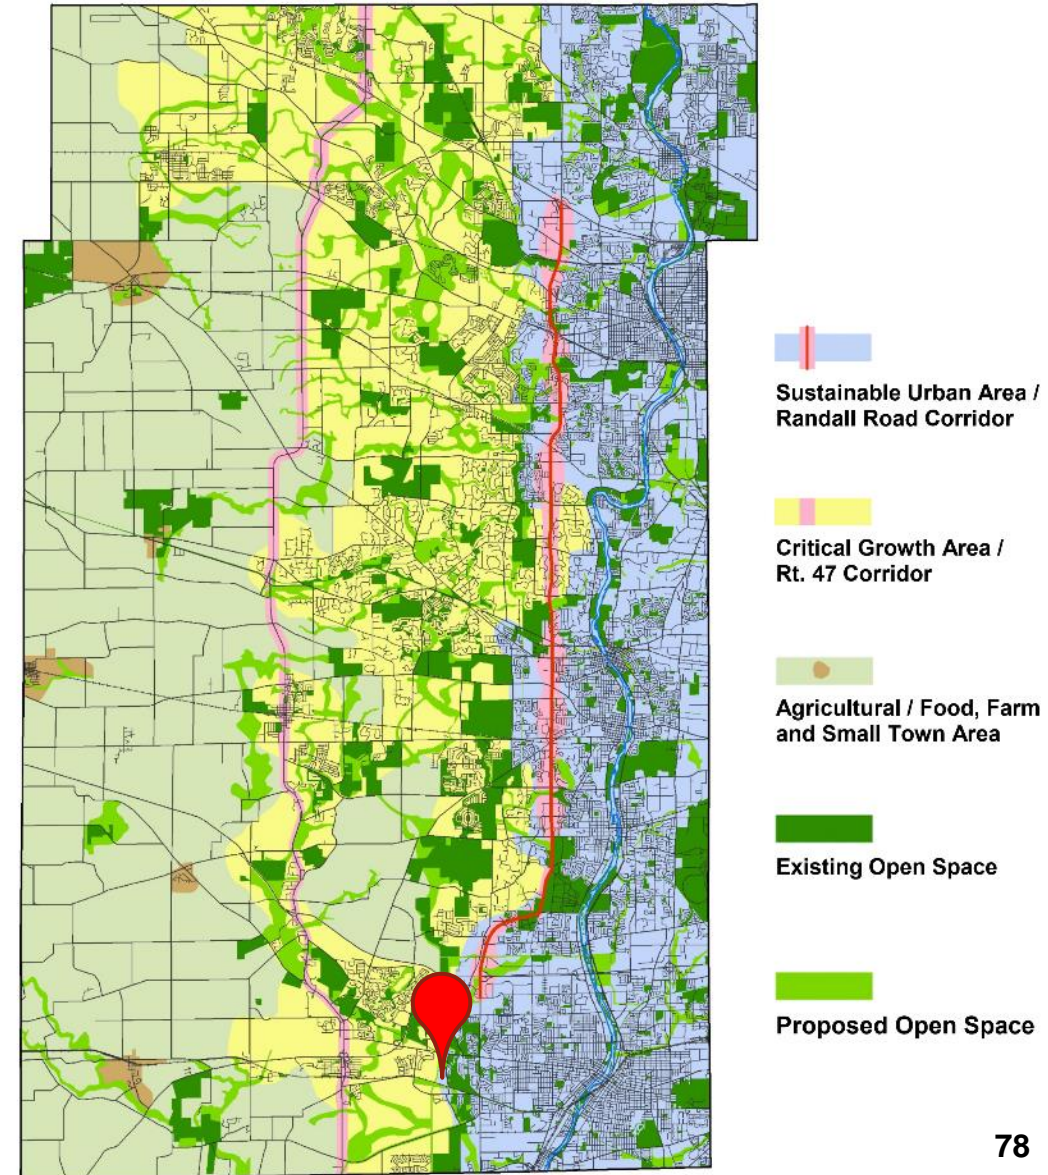 Sustainable Urban Area /
Randall Road Corridor
Critical Growth Area /
Rt. 47 Corridor
Agricultural / Food, Farm
and Small Town Area
Existing Open Space
Proposed Open Space
78